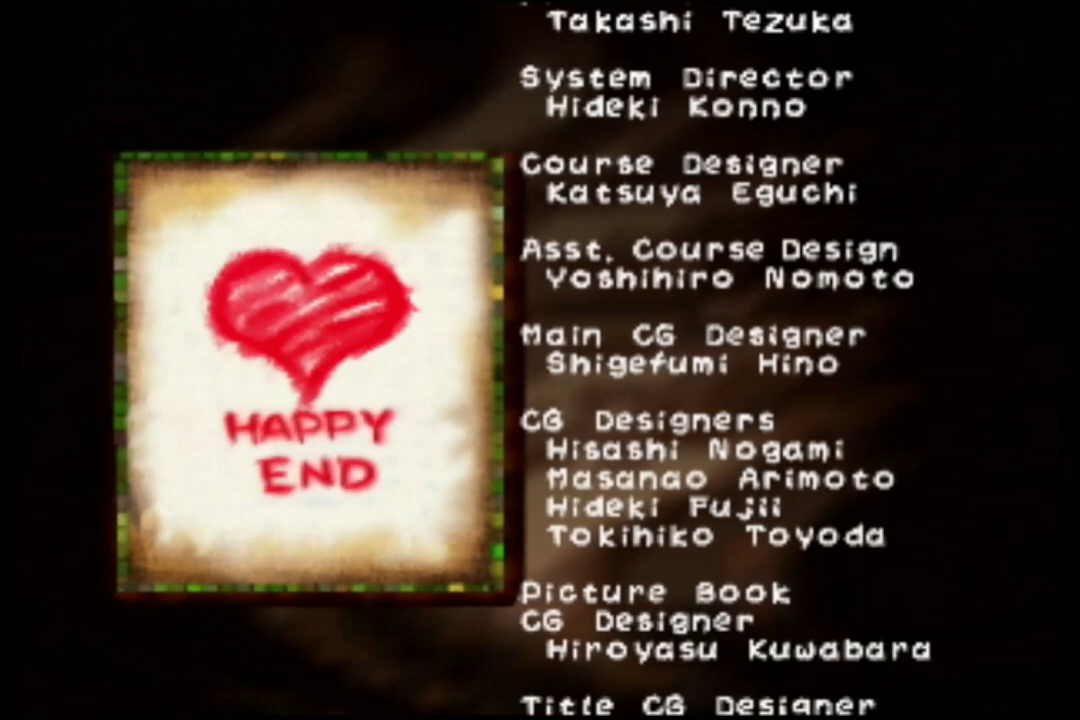 HAPPY
END
Takashi Tezuka
System Director
Hideki Konno
Course Designer
Katsuya Eguchi
Asst. Course Design
Yoshihiro Nomoto
Main CG Designer
Shigefumi Hino
CG Designers
Hisashi Nogami
Masanao Arimoto
Hideki Fujii
Tokihiko Toyoda
Picture Book
CG Designer
Hiroyasu Kuwabara
Title CG Designer